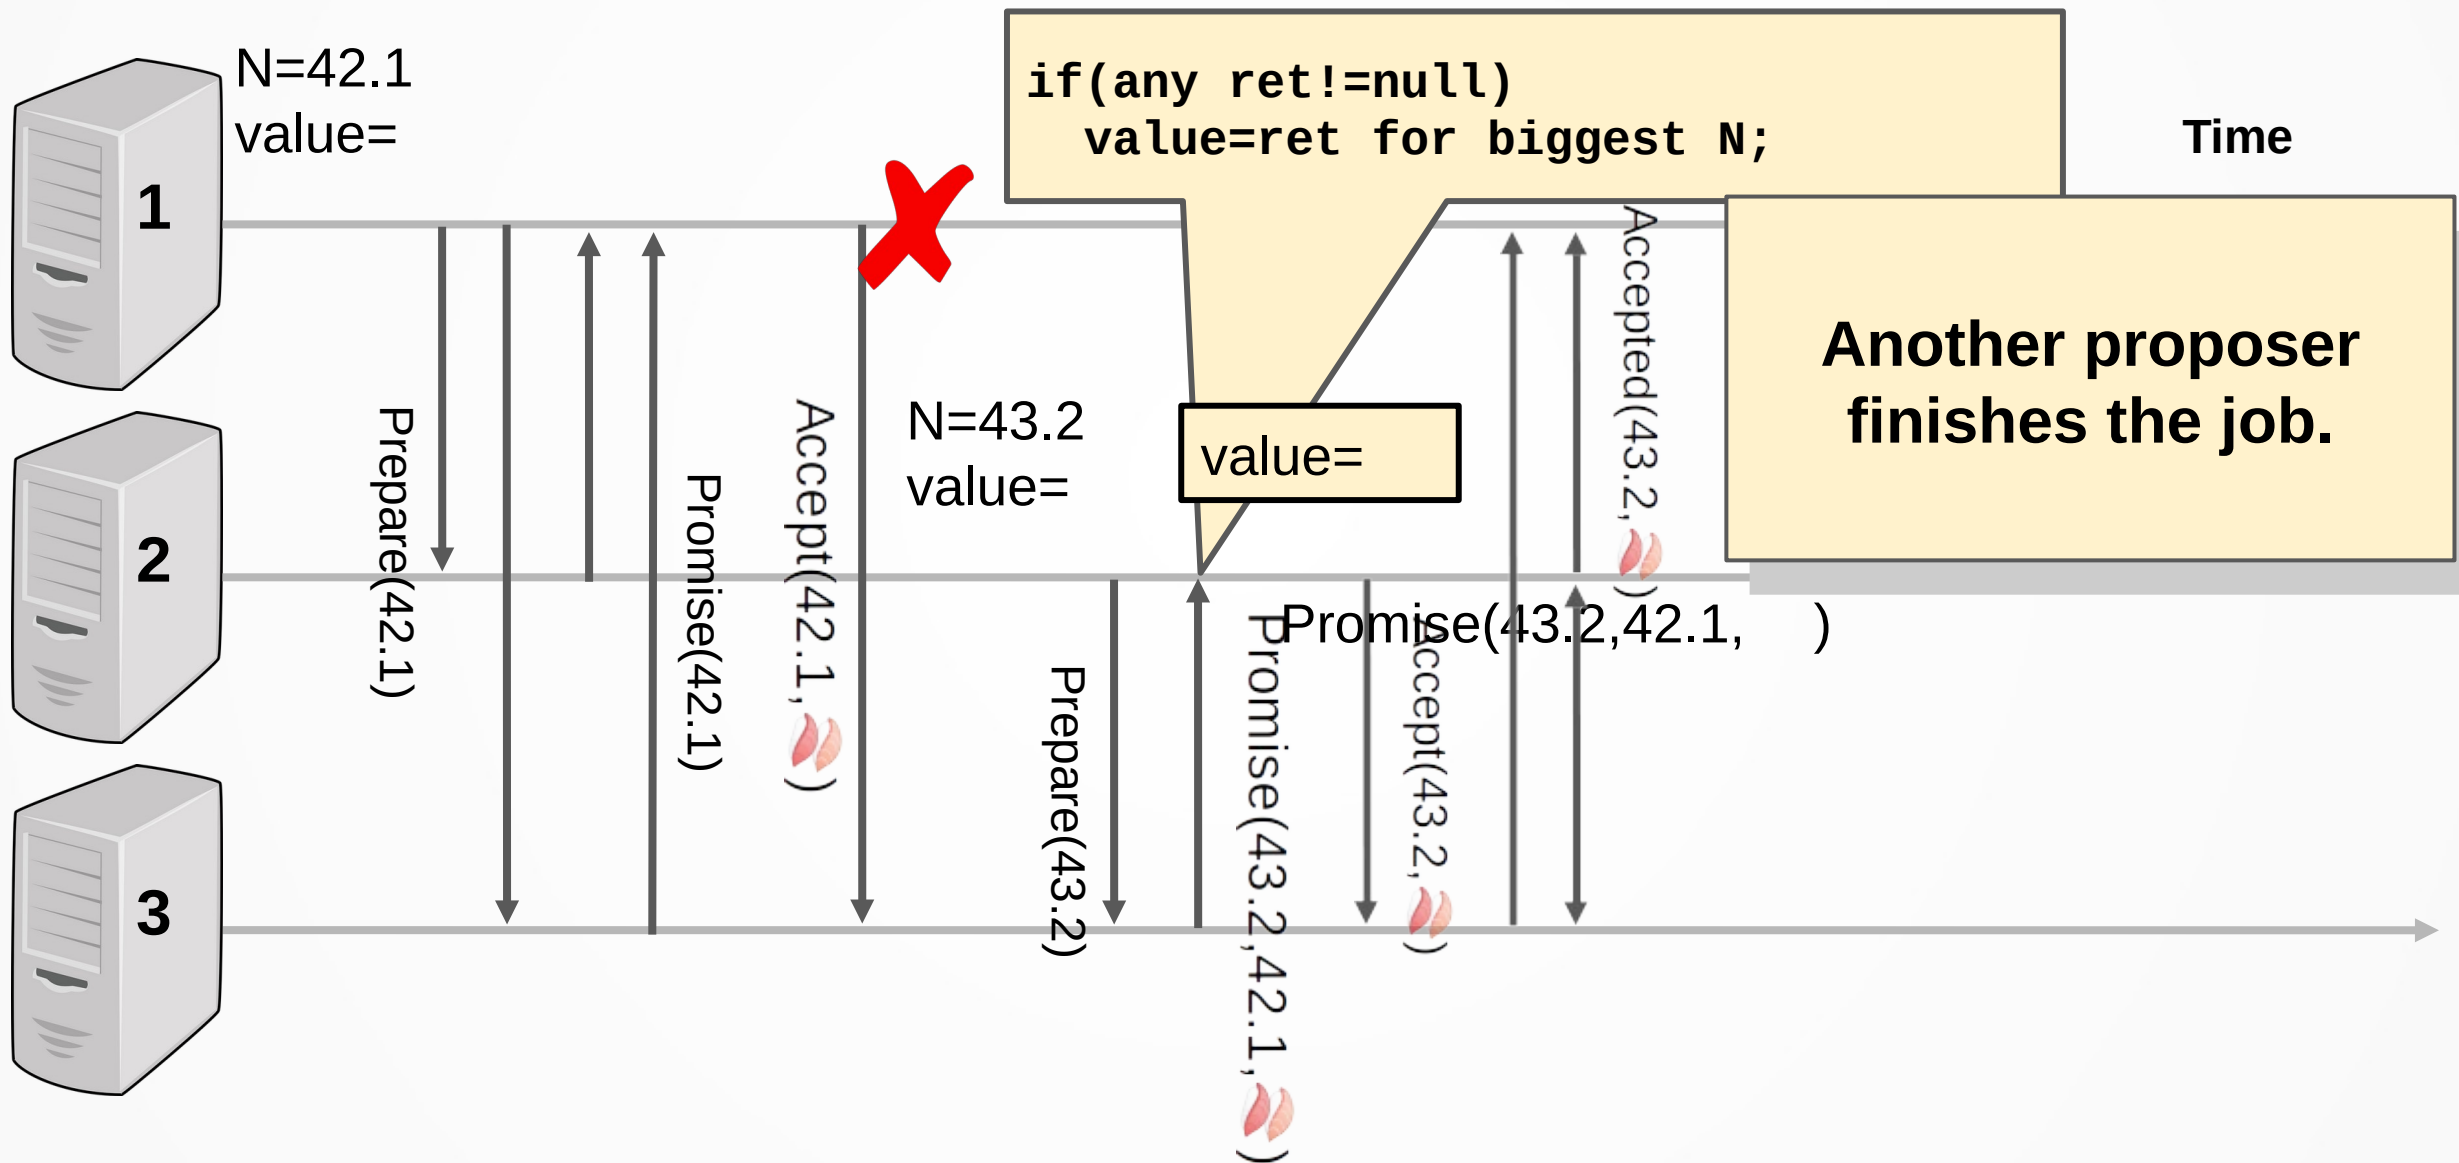 N=42.1
value=
if(any ret!=null)
value=ret for biggest N;
Time
1
Another proposer
finishes the job.
Accepted(43.2, )
Prepare(42.1)
Promise(42.1)
Accept(42.1, )
N=43.2
value=
value=
2
Promise(43.2,42.1, )
Prepare(43.2)
Promise(43.2,42.1, )
Accept(43.2, )
3